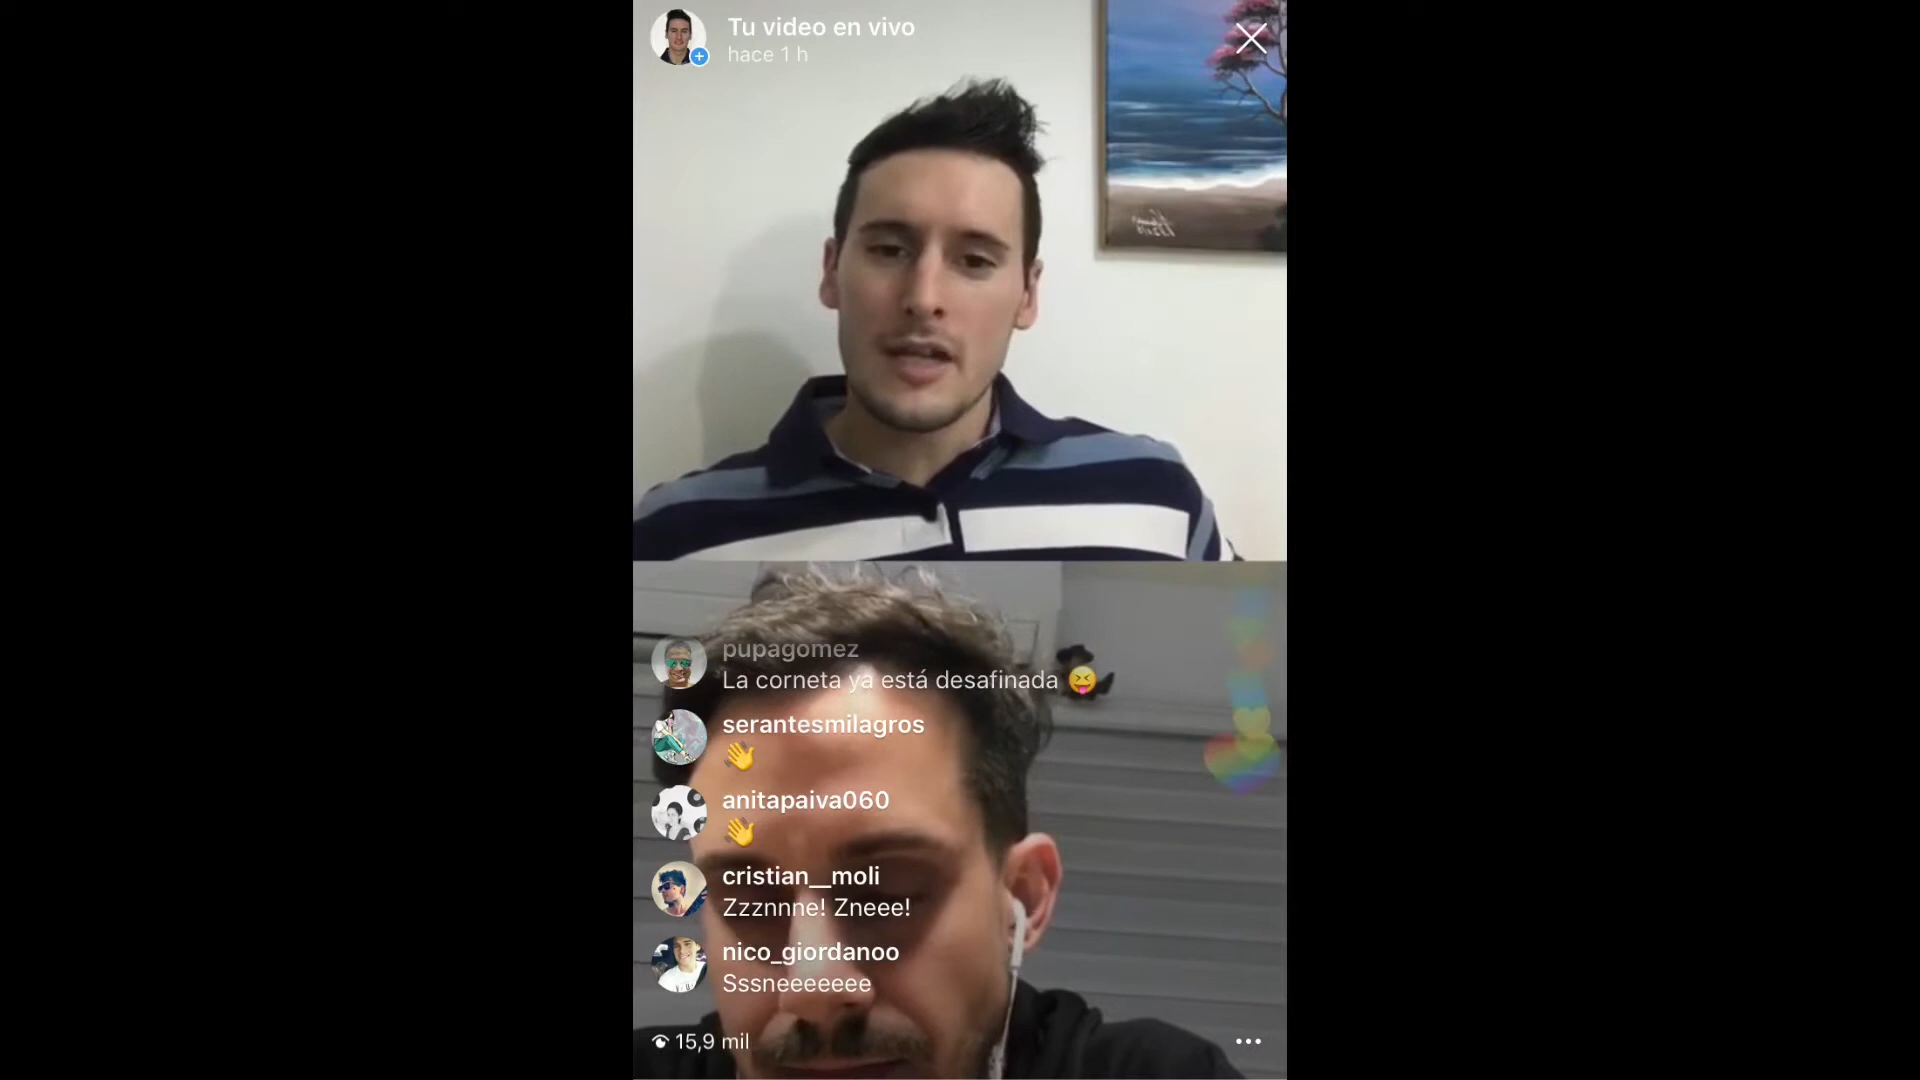 Tu video en vivo
hace 1 h
pupagomez
La corneta ya está desafinada 😝
serantesmilagros
👋
anitapaiva060
👋
cristian__moli
Zzznnne! Zneee!
nico_giordanoo
Sssneeeeeee
15,9 mil